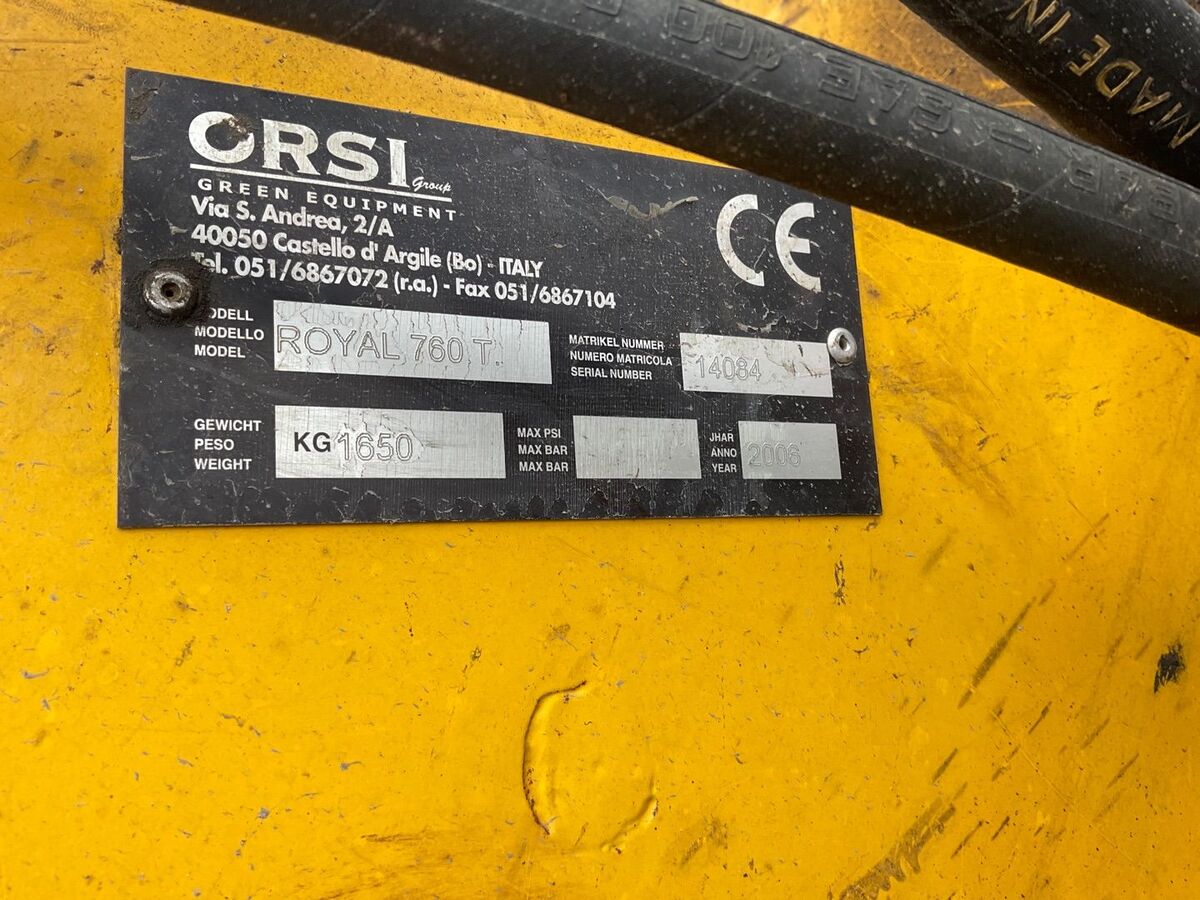 ORSI Group
GREEN EQUIPMENT
Via S. Andrea, 2/A
40050 Castello d' Argile (Bo) - ITALY
Tel. 051/6867072 (r.a.) - Fax 051/6867104
CE
MODELL
MODELLO
MODEL
ROYAL 760 T.
MATRIKEL NUMMER
NUMERO MATRICOLA
SERIAL NUMBER
14084
GEWICHT
PESO
WEIGHT
KG 1650
MAX PSI
MAX BAR
MAX BAR
JHAR
ANNO
YEAR
2006
MADE IN